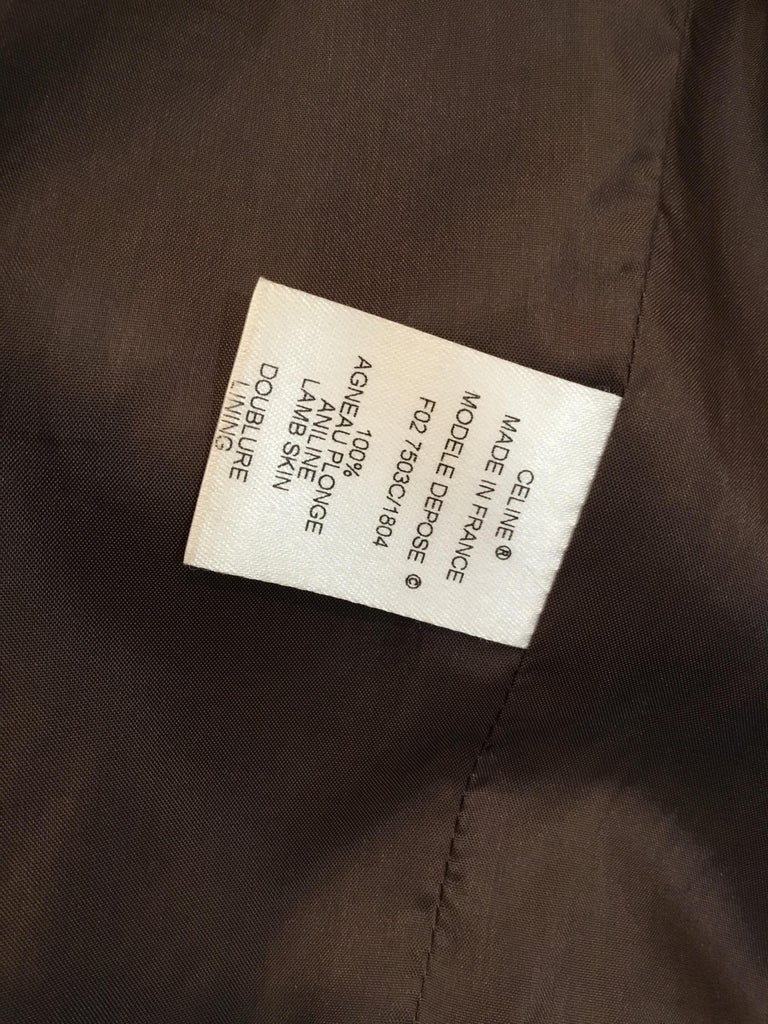 CELINE ®
MADE IN FRANCE
MODELE DEPOSE ©
F02 7503C/1804
100%
AGNEAU PLONGE
ANILINE
LAMB SKIN
DOUBLURE
LINING